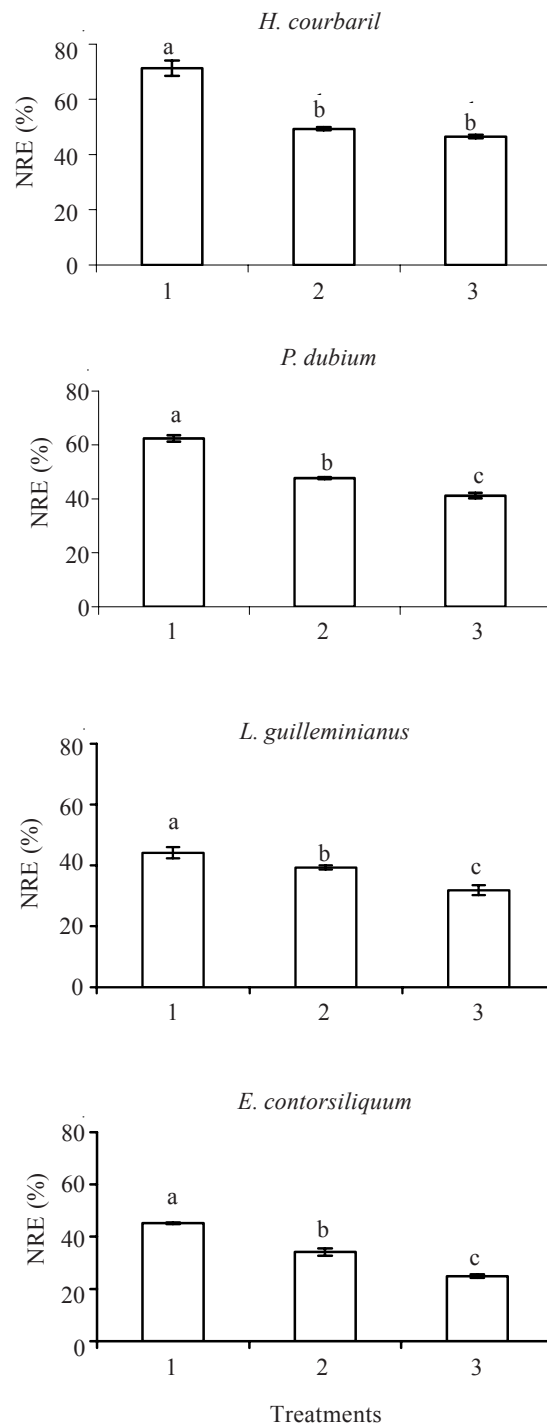 H. courbaril
NRE (%)
80
60
40
20
0
a
b
b
1 2 3
P. dubium
NRE (%)
80
60
40
20
0
a
b
c
1 2 3
L. guilleminianus
NRE (%)
80
60
40
20
0
a
b
c
1 2 3
E. contorsiliquum
NRE (%)
80
60
40
20
0
a
b
c
1 2 3
Treatments